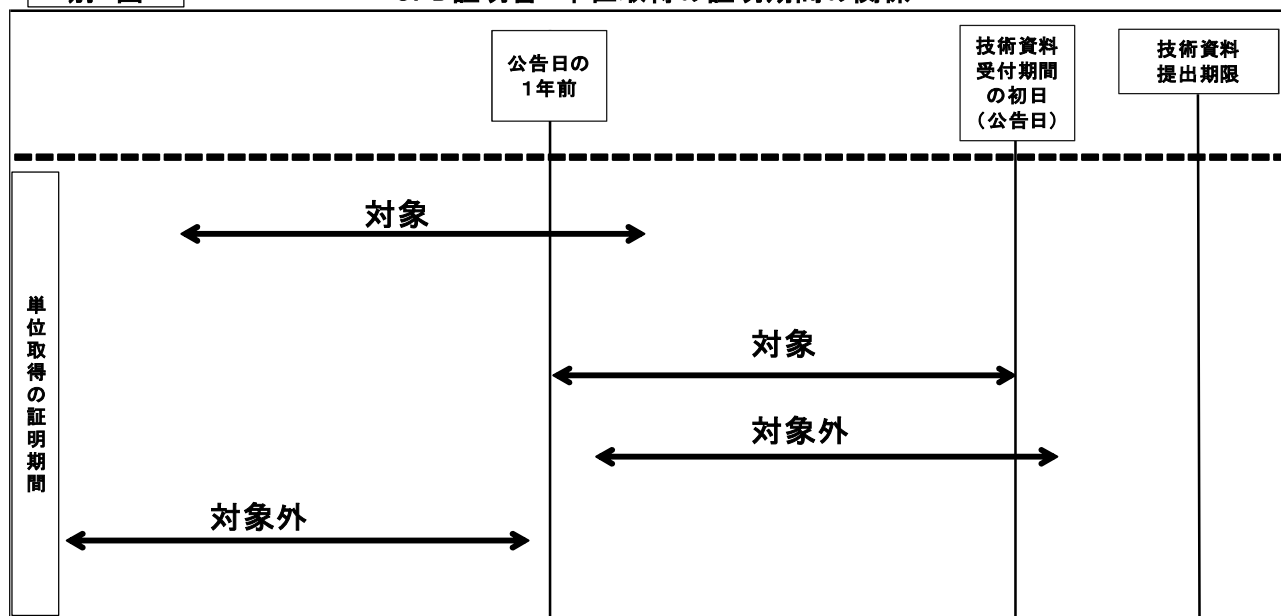 公告日の
1年前
技術資料
受付期間
の初日
（公告日）
技術資料
提出期限
対象
対象
対象外
対象外
単位取得の証明期間